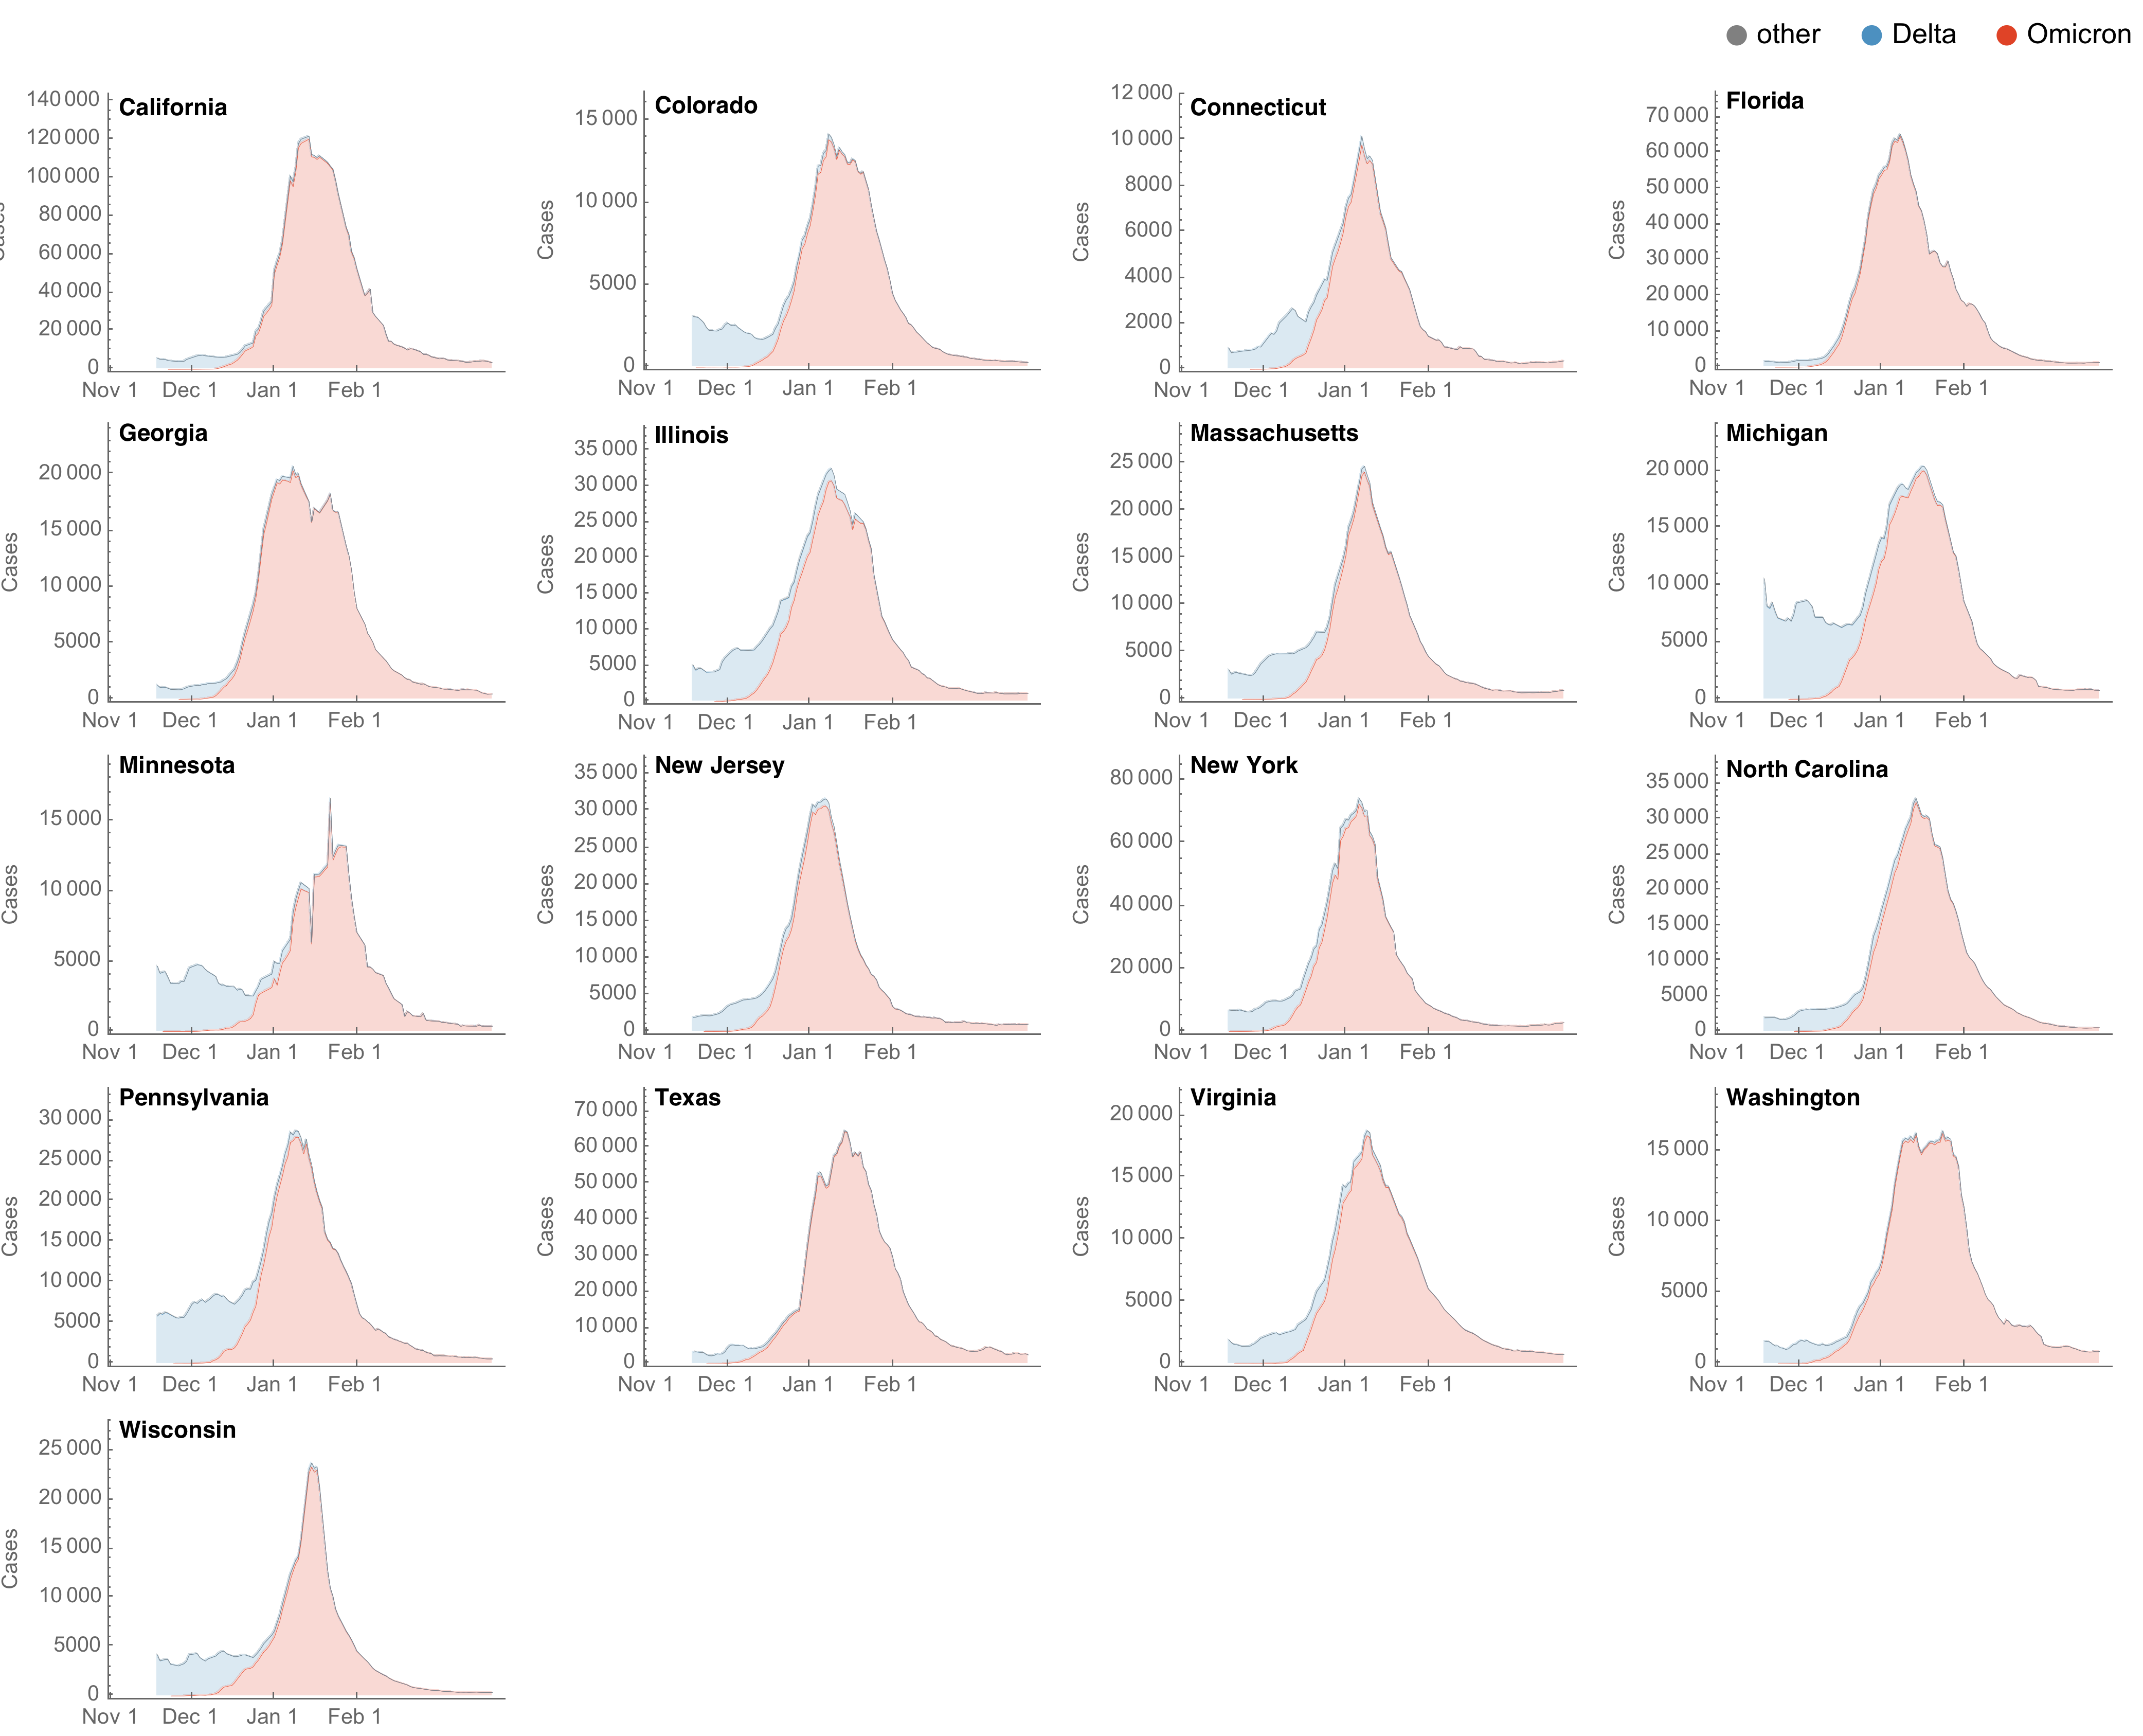 other Delta Omicron
California
140 000
120 000
100 000
80 000
60 000
40 000
20 000
0
Cases
Nov 1 Dec 1 Jan 1 Feb 1
Colorado
15 000
10 000
5000
0
Cases
Nov 1 Dec 1 Jan 1 Feb 1
Connecticut
12 000
10 000
8000
6000
4000
2000
0
Cases
Nov 1 Dec 1 Jan 1 Feb 1
Florida
70 000
60 000
50 000
40 000
30 000
20 000
10 000
0
Cases
Nov 1 Dec 1 Jan 1 Feb 1
Georgia
20 000
15 000
10 000
5000
0
Cases
Nov 1 Dec 1 Jan 1 Feb 1
Illinois
35 000
30 000
25 000
20 000
15 000
10 000
5000
0
Cases
Nov 1 Dec 1 Jan 1 Feb 1
Massachusetts
25 000
20 000
15 000
10 000
5000
0
Cases
Nov 1 Dec 1 Jan 1 Feb 1
Michigan
20 000
15 000
10 000
5000
0
Cases
Nov 1 Dec 1 Jan 1 Feb 1
Minnesota
15 000
10 000
5000
0
Cases
Nov 1 Dec 1 Jan 1 Feb 1
New Jersey
35 000
30 000
25 000
20 000
15 000
10 000
5000
0
Cases
Nov 1 Dec 1 Jan 1 Feb 1
New York
80 000
60 000
40 000
20 000
0
Cases
Nov 1 Dec 1 Jan 1 Feb 1
North Carolina
35 000
30 000
25 000
20 000
15 000
10 000
5000
0
Cases
Nov 1 Dec 1 Jan 1 Feb 1
Pennsylvania
30 000
25 000
20 000
15 000
10 000
5000
0
Cases
Nov 1 Dec 1 Jan 1 Feb 1
Texas
70 000
60 000
50 000
40 000
30 000
20 000
10 000
0
Cases
Nov 1 Dec 1 Jan 1 Feb 1
Virginia
20 000
15 000
10 000
5000
0
Cases
Nov 1 Dec 1 Jan 1 Feb 1
Washington
15 000
10 000
5000
0
Cases
Nov 1 Dec 1 Jan 1 Feb 1
Wisconsin
25 000
20 000
15 000
10 000
5000
0
Cases
Nov 1 Dec 1 Jan 1 Feb 1